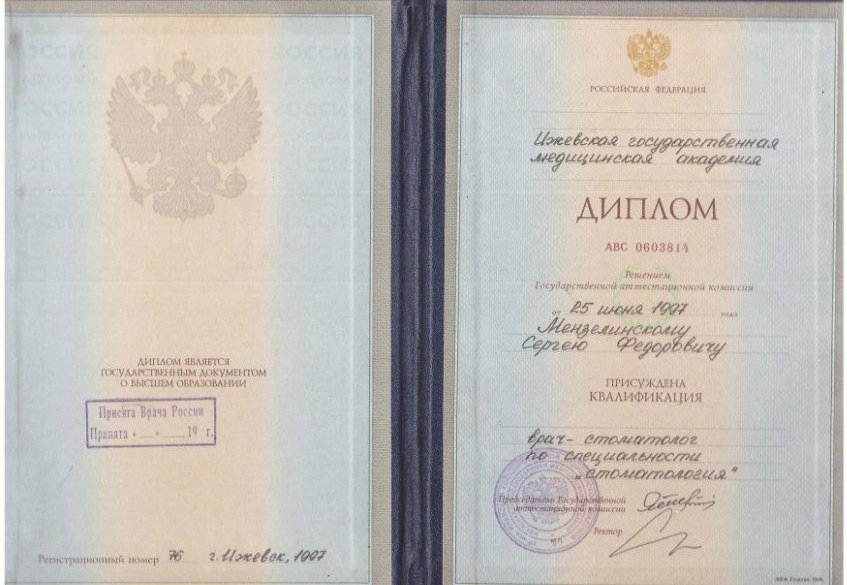 ДИПЛОМ ЯВЛЯЕТСЯ
ГОСУДАРСТВЕННЫМ ДОКУМЕНТОМ
О ВЫСШЕМ ОБРАЗОВАНИИ
Присяга Врача России
Принята « » 19 г.
Регистрационный номер 76 г. Ижевск, 1997
РОССИЙСКАЯ ФЕДЕРАЦИЯ
Ижевская государственная
медицинская академия
ДИПЛОМ
АВС 0603814
Решением
Государственной аттестационной комиссии
от 25 июня 1997 года
Мензелинскому
Сергею Федоровичу
ПРИСУЖДЕНА
КВАЛИФИКАЦИЯ
врач-стоматолог
по специальности
„стоматология"
Председатель Государственной
аттестационной комиссии
Ректор